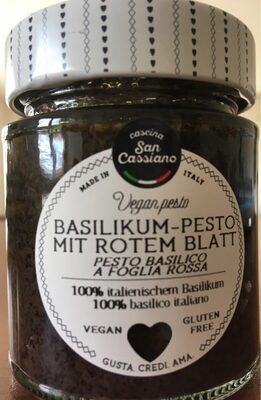 cascina
San
Cassiano
MADE IN ITALY
Vegan pesto
BASILIKUM-PESTO
MIT ROTEM BLATT
PESTO BASILICO
A FOGLIA ROSSA
100% italienischem Basilikum
100% basilico italiano
VEGAN
GLUTEN
FREE
GUSTA. CREDI. AMA.